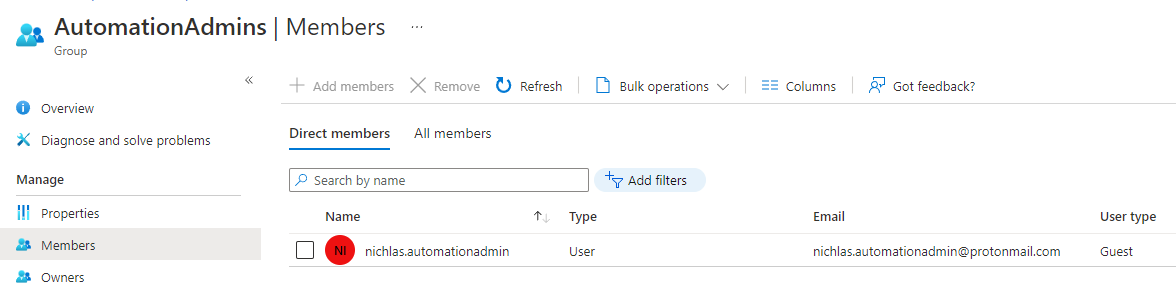 AutomationAdmins | Members ...
Group
«
Overview
Diagnose and solve problems
Manage
Properties
Members
Owners
Add members Remove Refresh Bulk operations Columns Got feedback?
Direct members All members
Search by name Add filters
Name Type Email User type
NI nichlas.automationadmin User nichlas.automationadmin@protonmail.com Guest